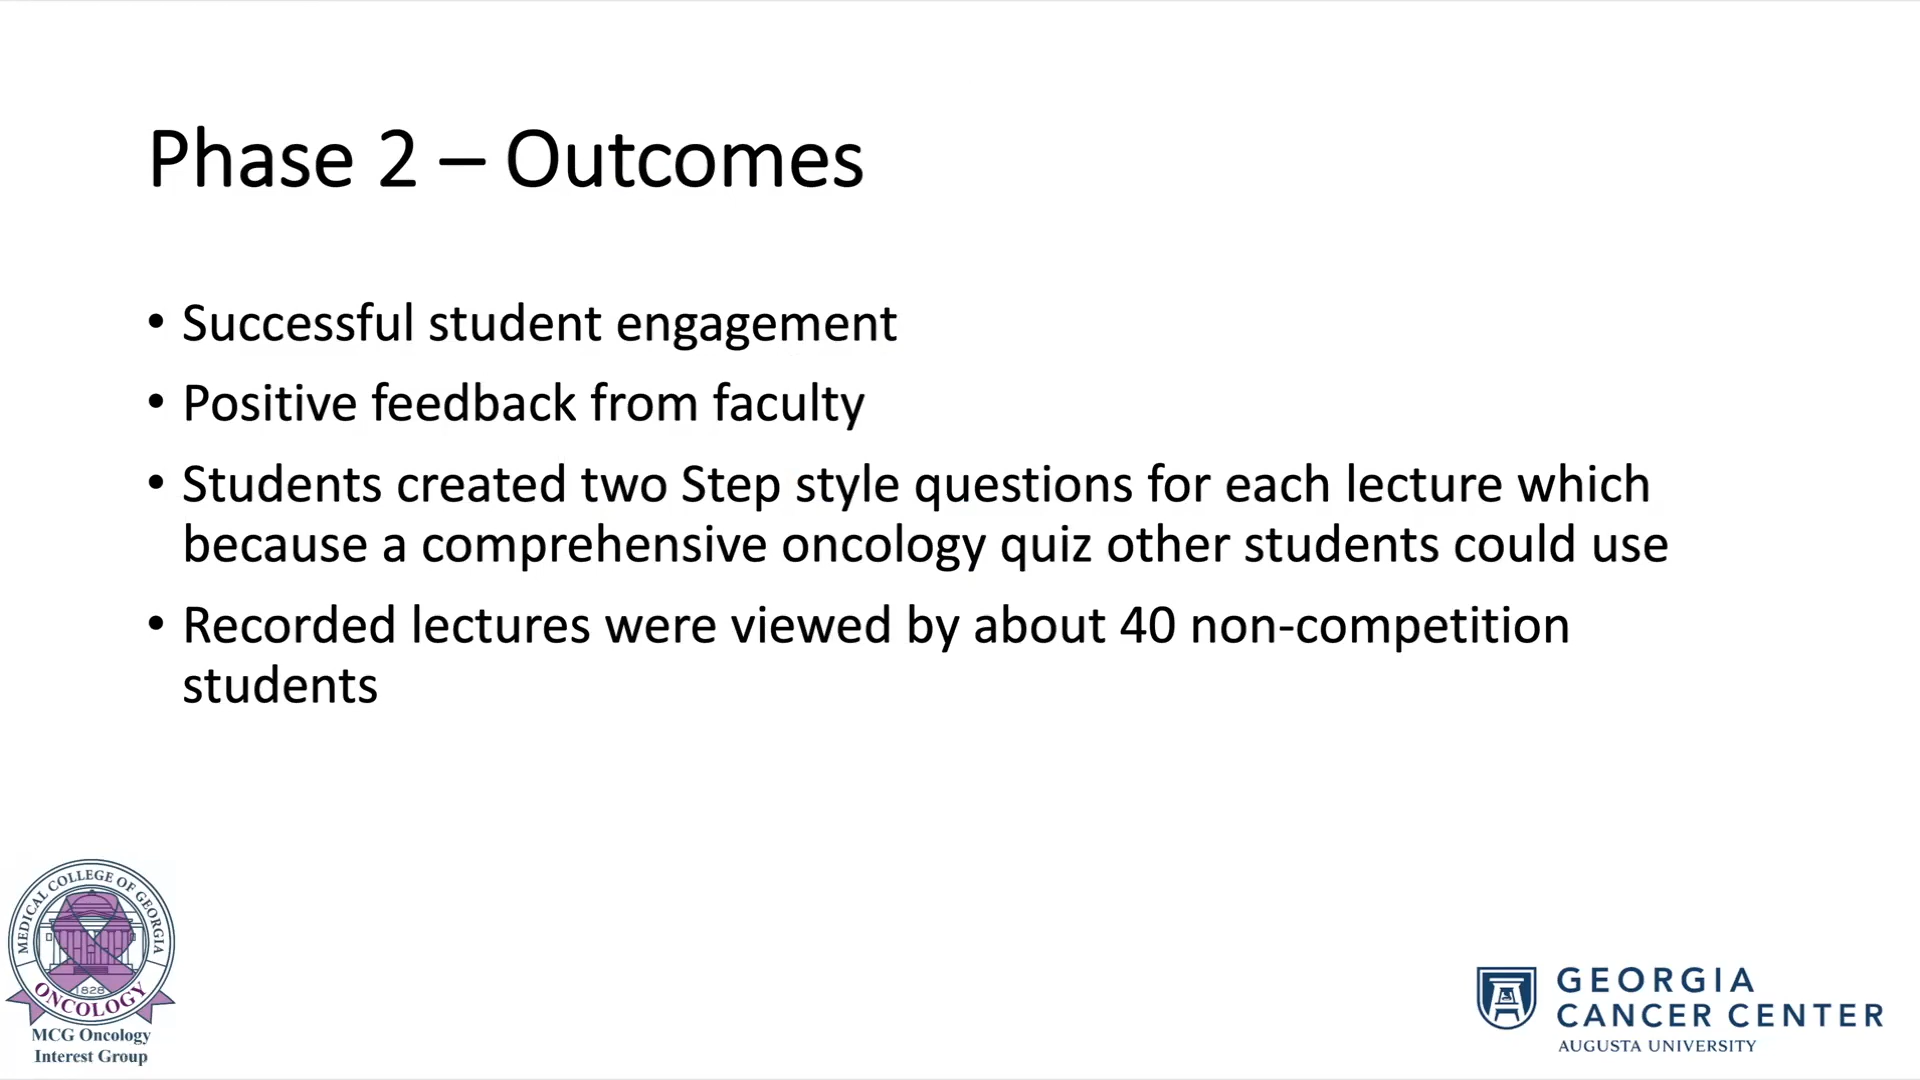 Phase 2 – Outcomes
• Successful student engagement
• Positive feedback from faculty
• Students created two Step style questions for each lecture which
because a comprehensive oncology quiz other students could use
• Recorded lectures were viewed by about 40 non-competition
students
MEDICAL COLLEGE OF GEORGIA
1828
ONCOLOGY
MCG Oncology
Interest Group
GEORGIA
CANCER CENTER
AUGUSTA UNIVERSITY